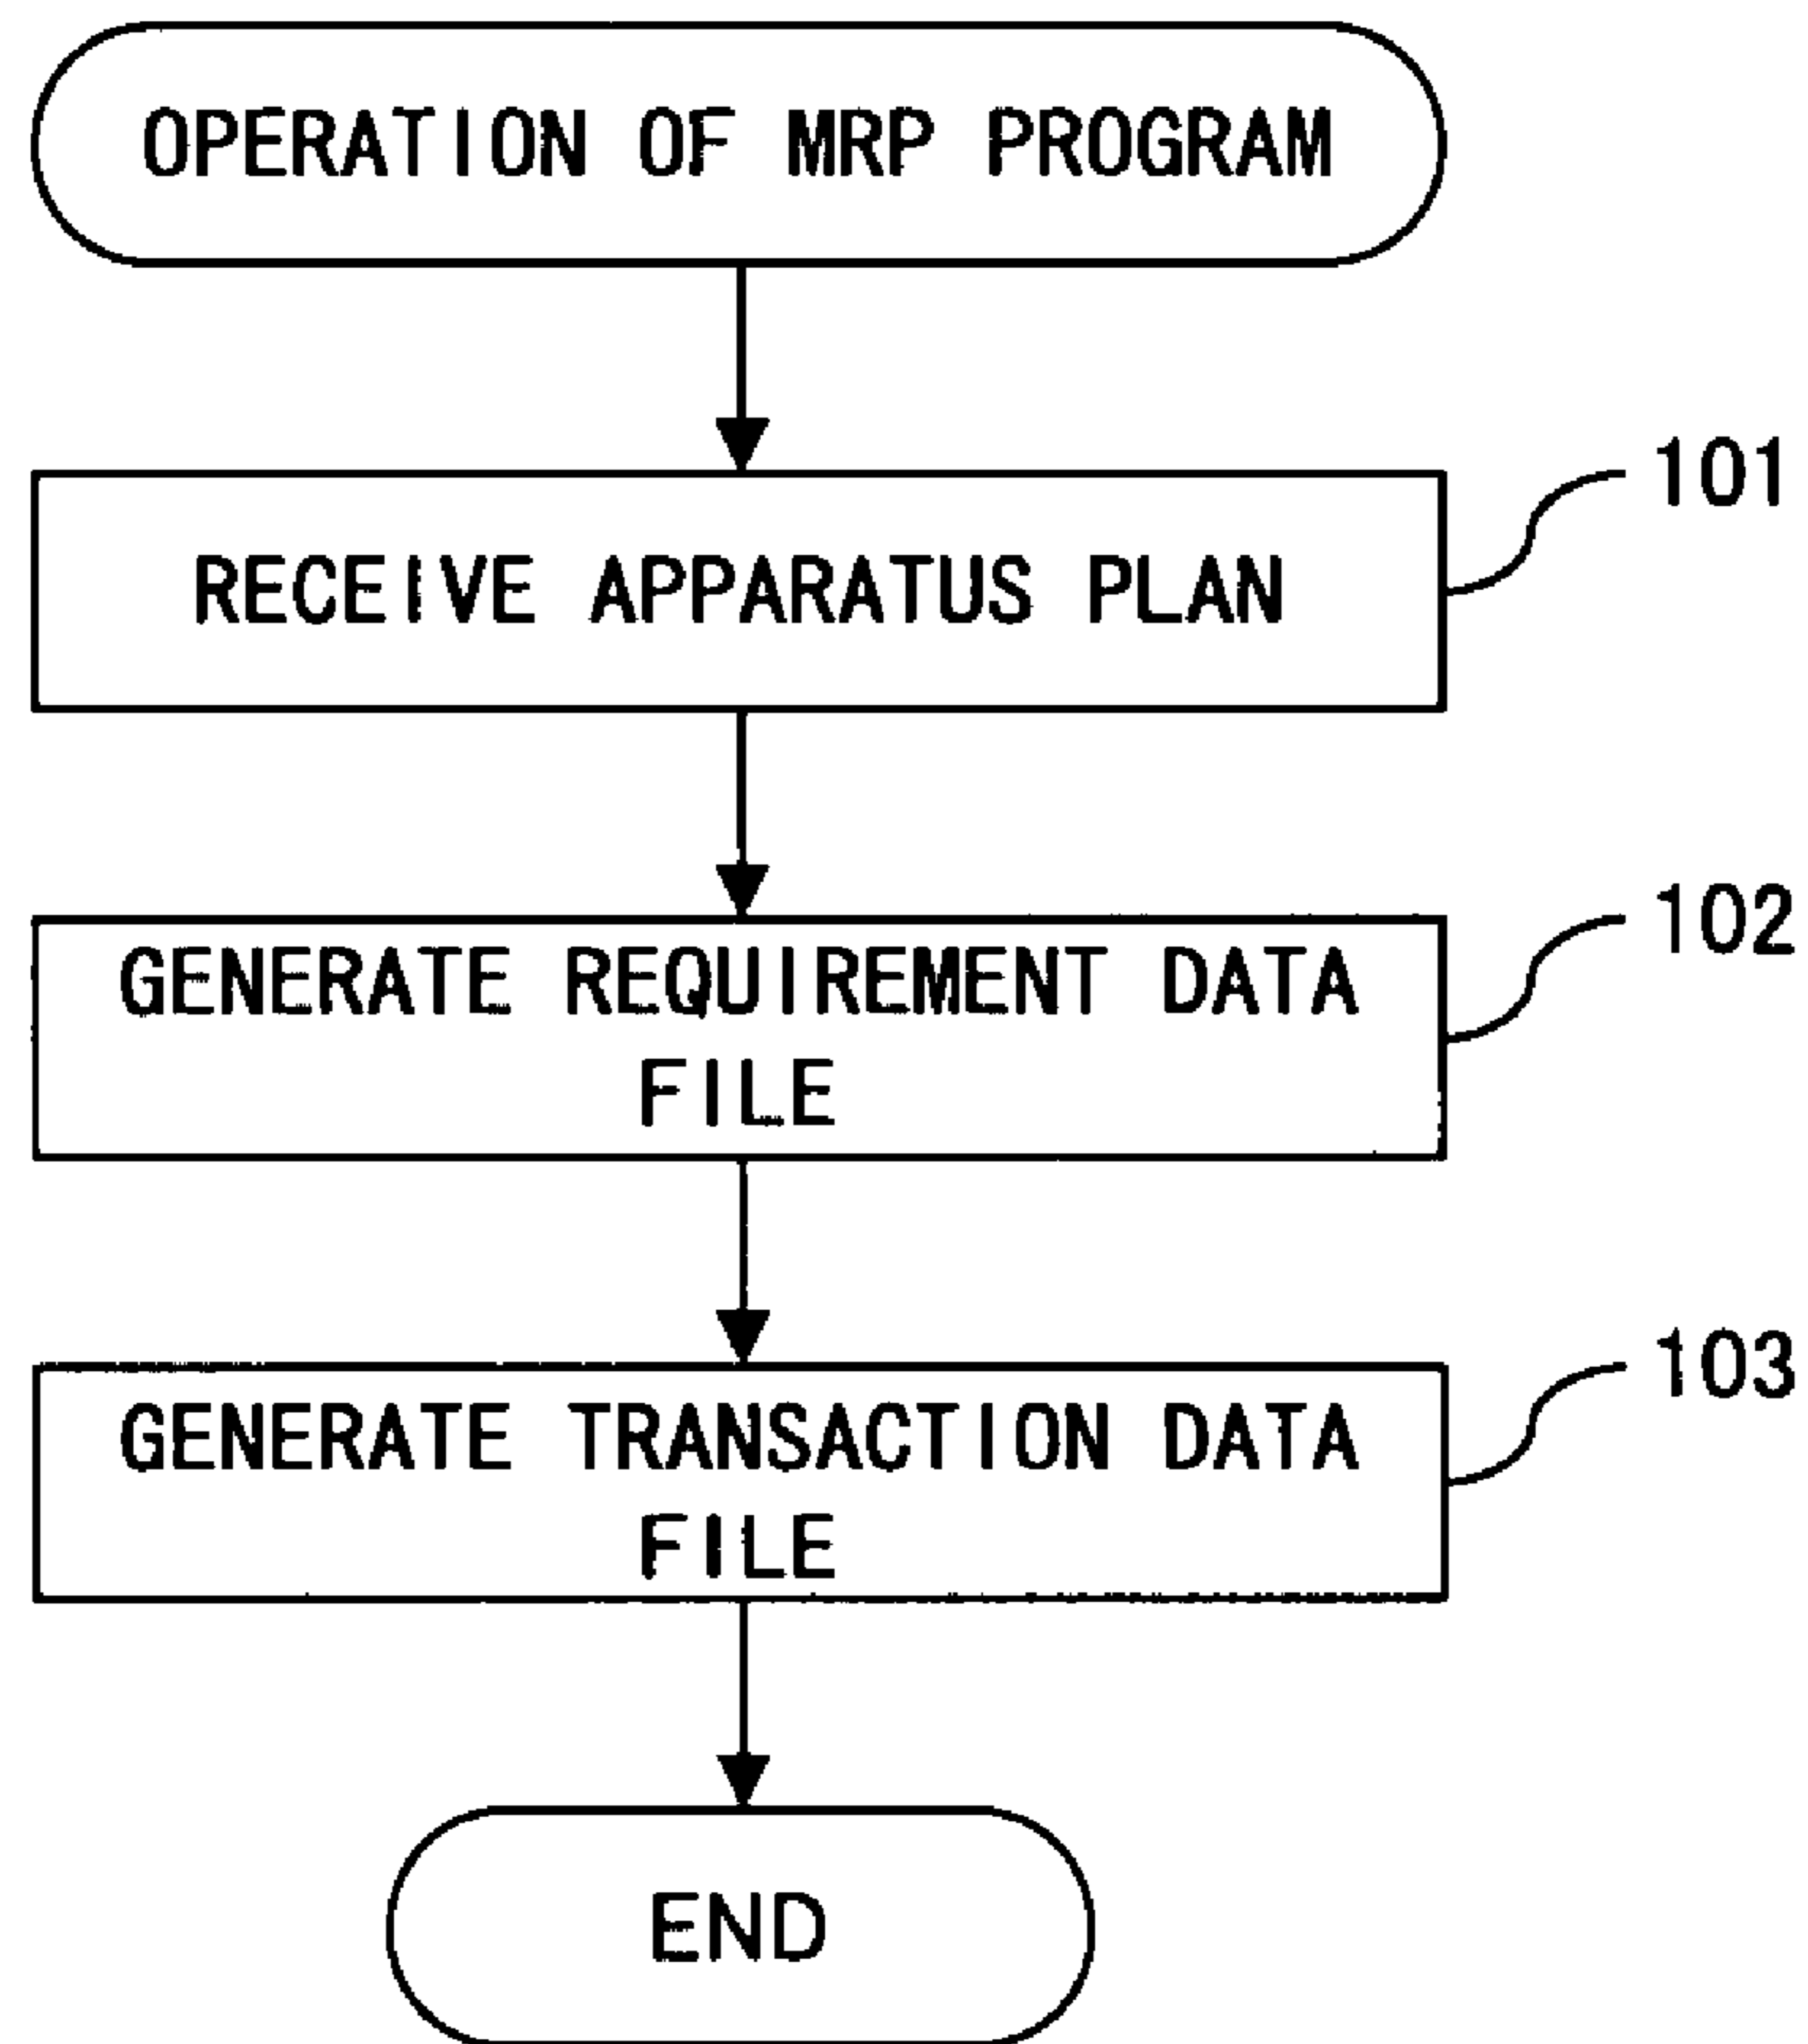 OPERATION OF MRP PROGRAM
101
RECEIVE APPARATUS PLAN
102
GENERATE REQUIREMENT DATA
FILE
103
GENERATE TRANSACTION DATA
FILE
END